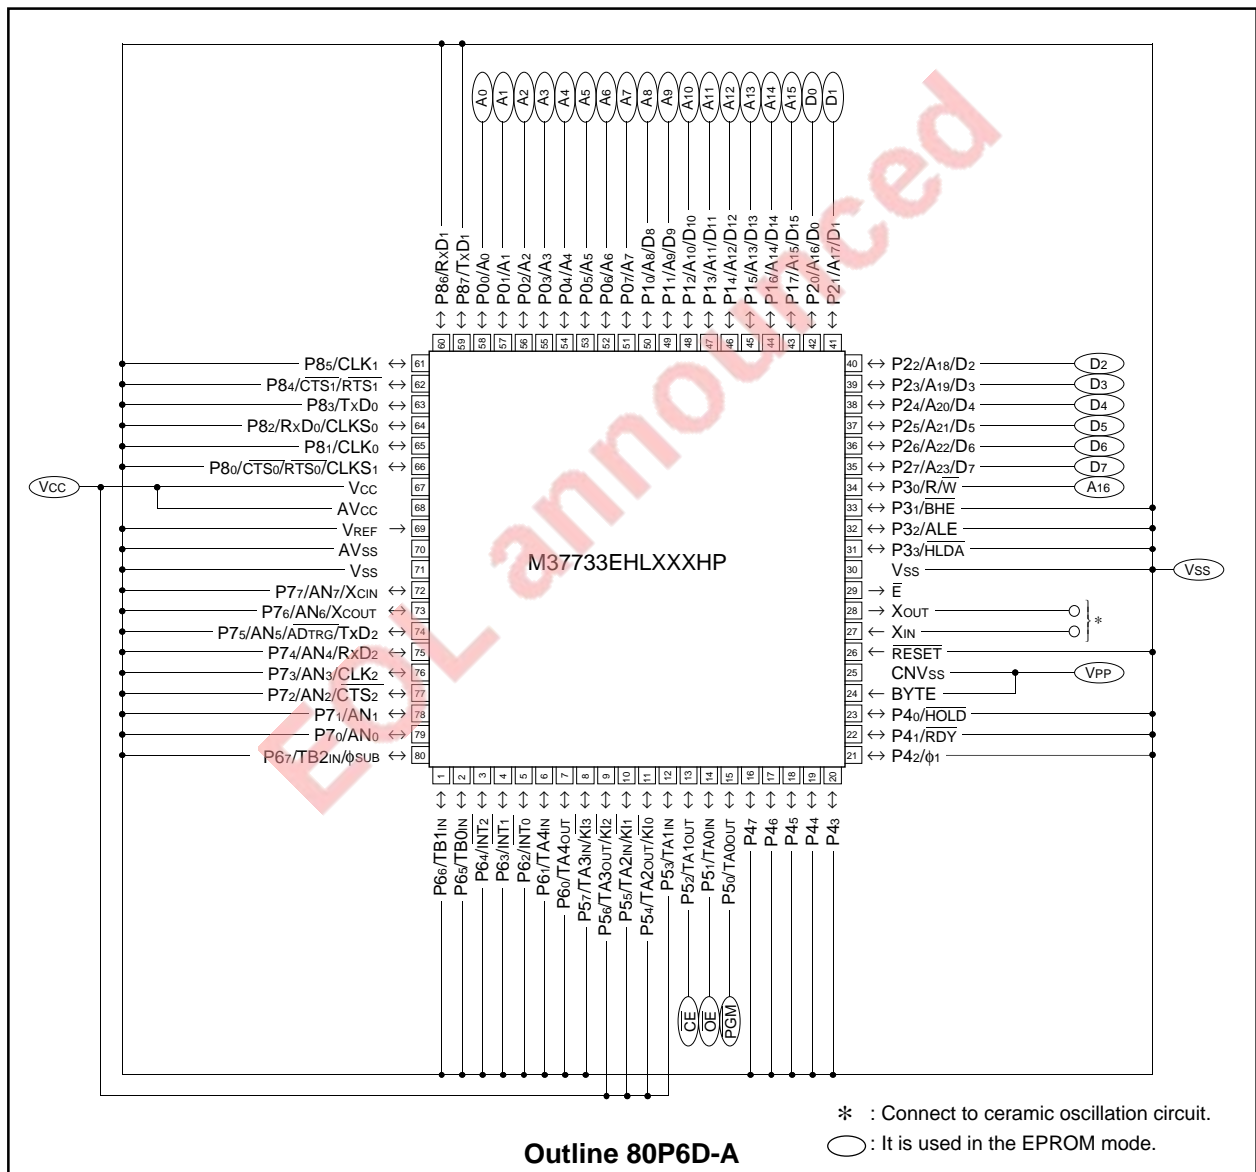 A0
A1
A2
A3
A4
A5
A6
A7
A8
A9
A10
A11
A12
A13
A14
A15
D0
D1
↔ P86/RxD1
↔ P87/TxD1
↔ P00/A0
↔ P01/A1
↔ P02/A2
↔ P03/A3
↔ P04/A4
↔ P05/A5
↔ P06/A6
↔ P07/A7
↔ P10/A8/D8
↔ P11/A9/D9
↔ P12/A10/D10
↔ P13/A11/D11
↔ P14/A12/D12
↔ P15/A13/D13
↔ P16/A14/D14
↔ P17/A15/D15
↔ P20/A16/D0
↔ P21/A17/D1
60 59 58 57 56 55 54 53 52 51 50 49 48 47 46 45 44 43 42 41
P85/CLK1 ↔ 61
P84/CTS1/RTS1 ↔ 62
P83/TxD0 ↔ 63
P82/RxD0/CLKS0 ↔ 64
P81/CLK0 ↔ 65
P80/CTS0/RTS0/CLKS1 ↔ 66
Vcc
Vcc 67
AVcc 68
VREF → 69
AVss 70
Vss 71
P77/AN7/XCIN ↔ 72
P76/AN6/XCOUT ↔ 73
P75/AN5/ADTRG/TxD2 ↔ 74
P74/AN4/RxD2 ↔ 75
P73/AN3/CLK2 ↔ 76
P72/AN2/CTS2 ↔ 77
P71/AN1 ↔ 78
P70/AN0 ↔ 79
P67/TB2IN/ϕSUB ↔ 80
M37733EHLXXXHP
40 ↔ P22/A18/D2 D2
39 ↔ P23/A19/D3 D3
38 ↔ P24/A20/D4 D4
37 ↔ P25/A21/D5 D5
36 ↔ P26/A22/D6 D6
35 ↔ P27/A23/D7 D7
34 ↔ P30/R/W A16
33 ↔ P31/BHE
32 ↔ P32/ALE
31 ↔ P33/HLDA
30 Vss Vss
29 → E
28 → XOUT
27 ← XIN
*
26 ← RESET
25 CNVss VPP
24 ← BYTE
23 ↔ P40/HOLD
22 ↔ P41/RDY
21 ↔ P42/ϕ1
1 2 3 4 5 6 7 8 9 10 11 12 13 14 15 16 17 18 19 20
P66/TB1IN ↔
P65/TB0IN ↔
P64/INT2 ↔
P63/INT1 ↔
P62/INT0 ↔
P61/TA4IN ↔
P60/TA4OUT ↔
P57/TA3IN/KI3 ↔
P56/TA3OUT/KI2 ↔
P55/TA2IN/KI1 ↔
P54/TA2OUT/KI0 ↔
P53/TA1IN ↔
P52/TA1OUT ↔
P51/TA0IN ↔
P50/TA0OUT ↔
P47 ↔
P46 ↔
P45 ↔
P44 ↔
P43 ↔
CE
OE
PGM
EOL announced
* : Connect to ceramic oscillation circuit.
: It is used in the EPROM mode.
Outline 80P6D-A